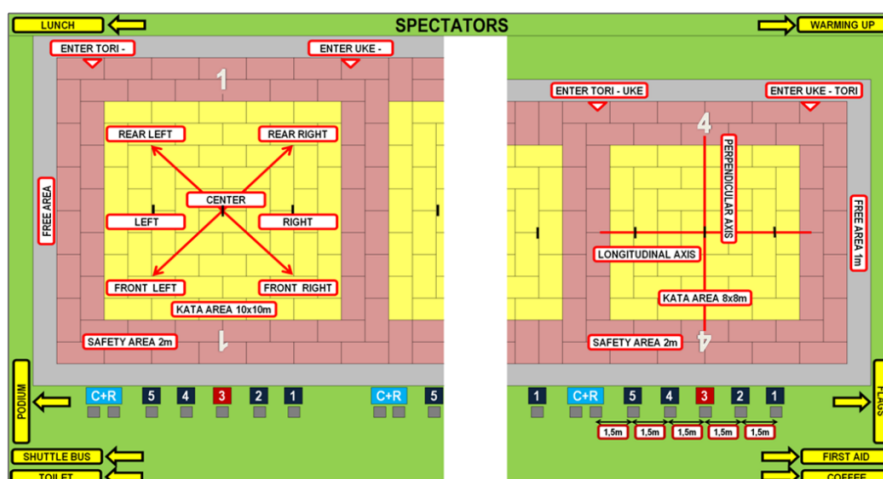 SPECTATORS
LUNCH
WARMING UP
ENTER TORI -
ENTER UKE -
ENTER TORI - UKE
ENTER UKE - TORI
1
4
REAR LEFT
REAR RIGHT
PERPENDICULAR AXIS
CENTER
FREE AREA
LEFT
RIGHT
FREE AREA 1m
LONGITUDINAL AXIS
FRONT LEFT
FRONT RIGHT
KATA AREA 10x10m
KATA AREA 8x8m
SAFETY AREA 2m
1
SAFETY AREA 2m
4
PODIUM
C+R 5 4 3 2 1
C+R 5
1
C+R 5 4 3 2 1
FLAGS
1,5m 1,5m 1,5m 1,5m 1,5m
SHUTTLE BUS
FIRST AID
TOILET
COFFEE